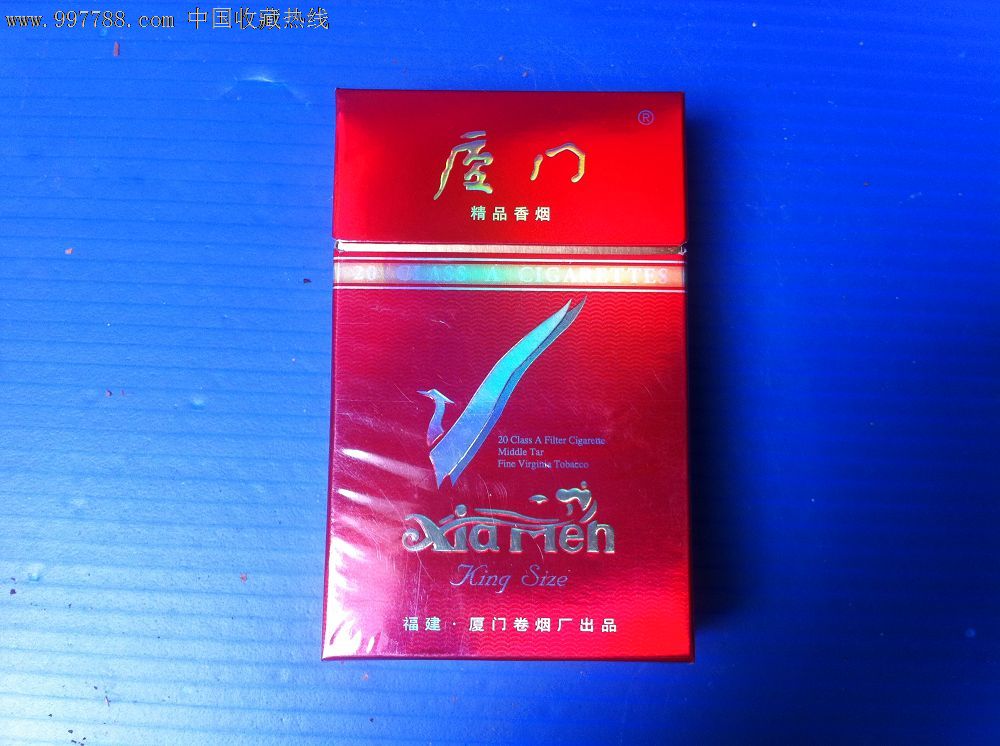 www.997788.com 中国收藏热线
厦门
®
精品香烟
20 CLASS A CIGARETTES
20 Class A Filter Cigarette
Middle Tar
Fine Virginia Tobacco
XiaMen
King Size
福建·厦门卷烟厂出品